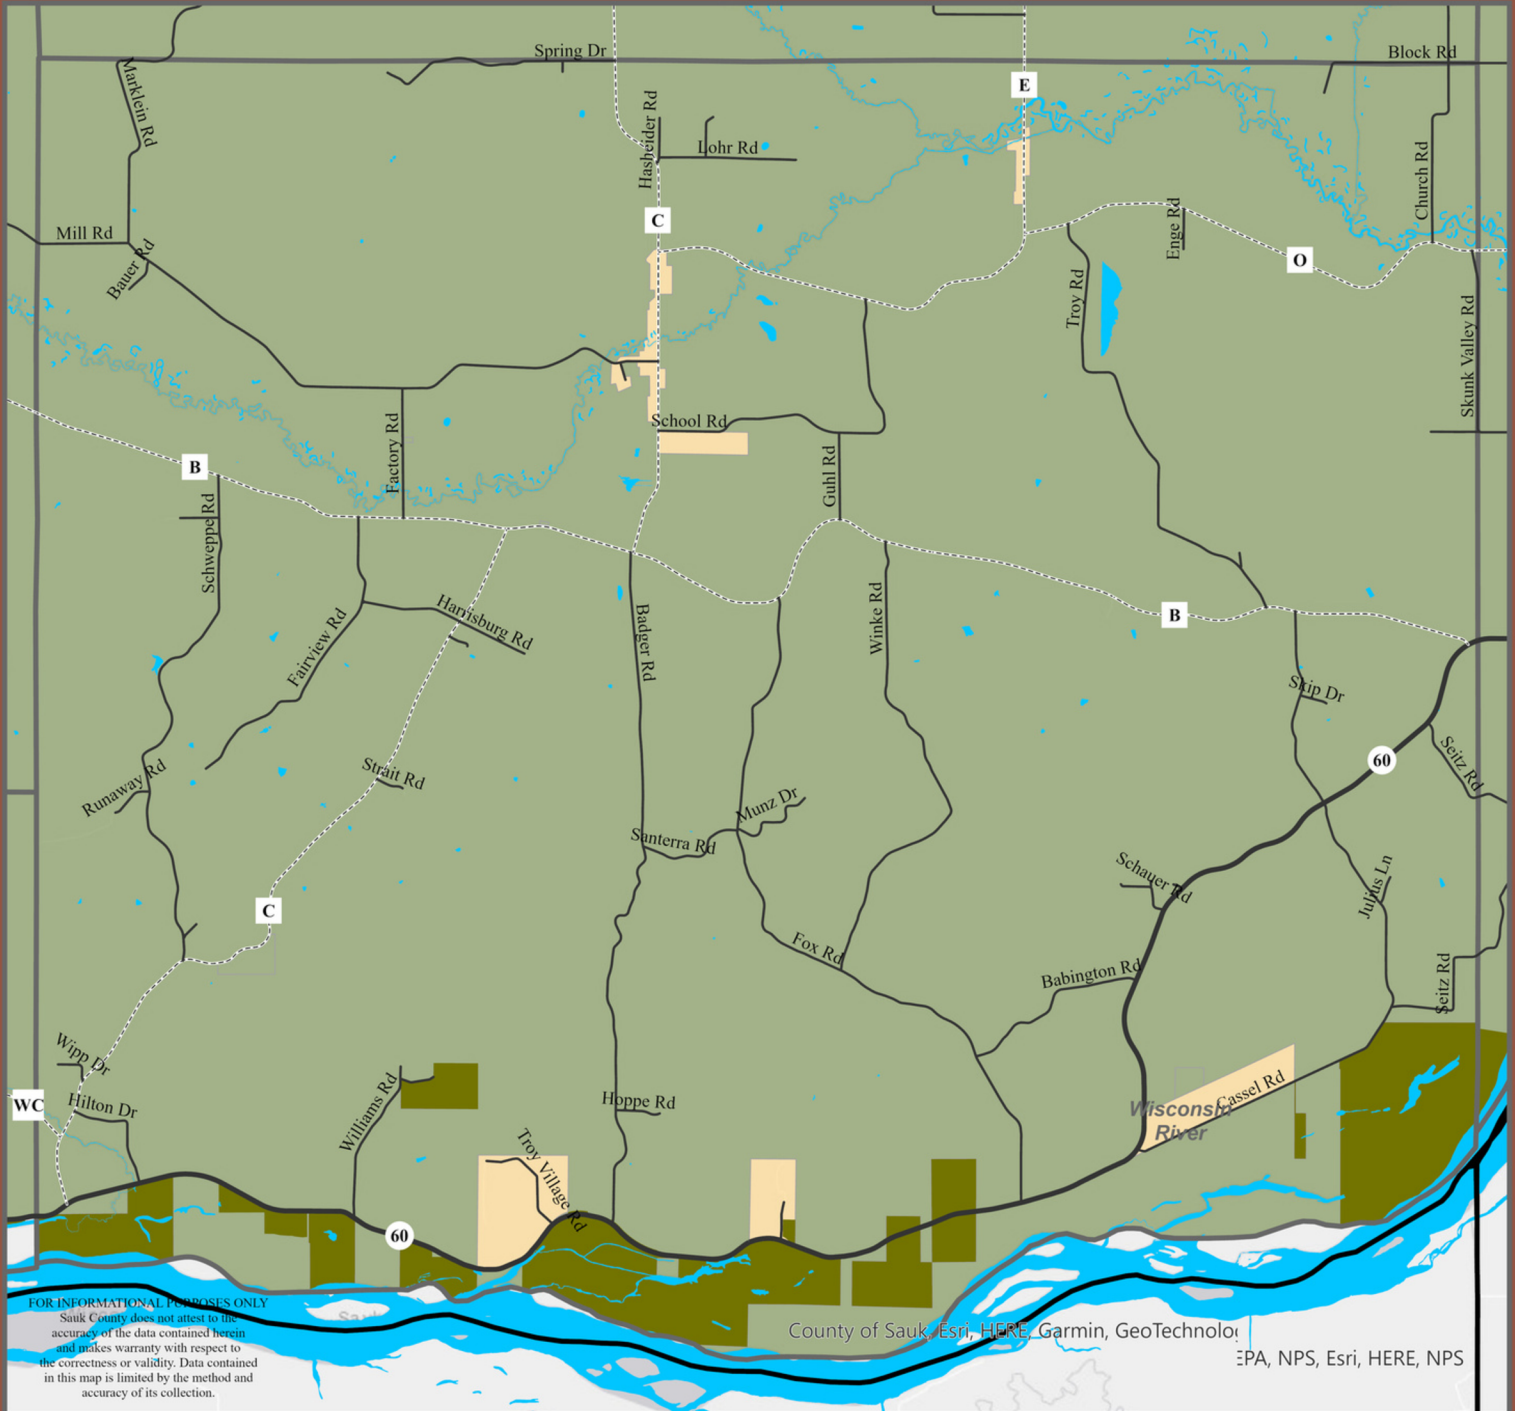 Spring Dr
Block Rd
E
Marklein Rd
Hasheider Rd
Lohr Rd
Church Rd
C
Enge Rd
Mill Rd
O
Bauer Rd
Troy Rd
Skunk Valley Rd
School Rd
Factory Rd
B
Guhl Rd
Schweppe Rd
Harrisburg Rd
Badger Rd
Winke Rd
B
Fairview Rd
Skip Dr
Seitz Rd
60
Strait Rd
Runaway Rd
Munz Dr
Santerra Rd
Schauer Rd
Julius Ln
C
Fox Rd
Babington Rd
Seitz Rd
Wipp Dr
Cassel Rd
WC
Hilton Dr
Williams Rd
Hoppe Rd
Wisconsin
River
Troy Village Rd
60
FOR INFORMATIONAL PURPOSES ONLY
Sauk County does not attest to the
accuracy of the data contained herein
and makes warranty with respect to
the correctness or validity. Data contained
in this map is limited by the method and
accuracy of its collection.
Sauk
County of Sauk, Esri, HERE, Garmin, GeoTechnolo
EPA, NPS, Esri, HERE, NPS